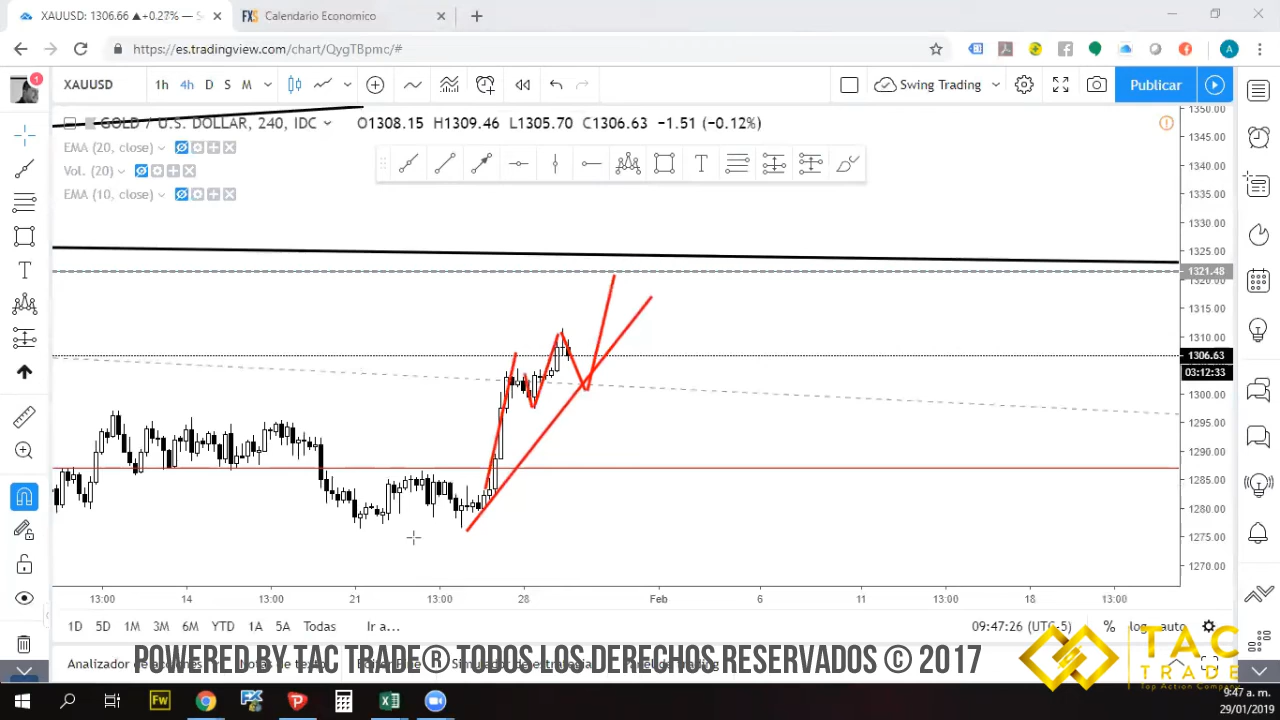 XAUUSD: 1306.66 ▲+0.27% —
Calendario Economico
https://es.tradingview.com/chart/QygTBpmc/#
XAUUSD 1h 4h D S M Swing Trading Publicar
GOLD / U.S. DOLLAR, 240, IDC O1308.15 H1309.46 L1305.70 C1306.63 −1.51 (−0.12%)
EMA (20, close)
Vol. (20)
EMA (10, close)
1350.00
1345.00
1340.00
1335.00
1330.00
1325.00
1321.48
1320.00
1315.00
1310.00
1306.63
03:12:33
1300.00
1295.00
1290.00
1285.00
1280.00
1275.00
1270.00
13:00 14 13:00 21 13:00 28 Feb 6 11 13:00 18 13:00
1D 5D 1M 3M 6M YTD 1A 5A Todas Ir a... 09:47:26 (UTC-5) % log auto
POWERED BY TAC TRADE® TODOS LOS DERECHOS RESERVADOS © 2017
TAC
TRADE
Top Action Company
9:47 a. m.
29/01/2019